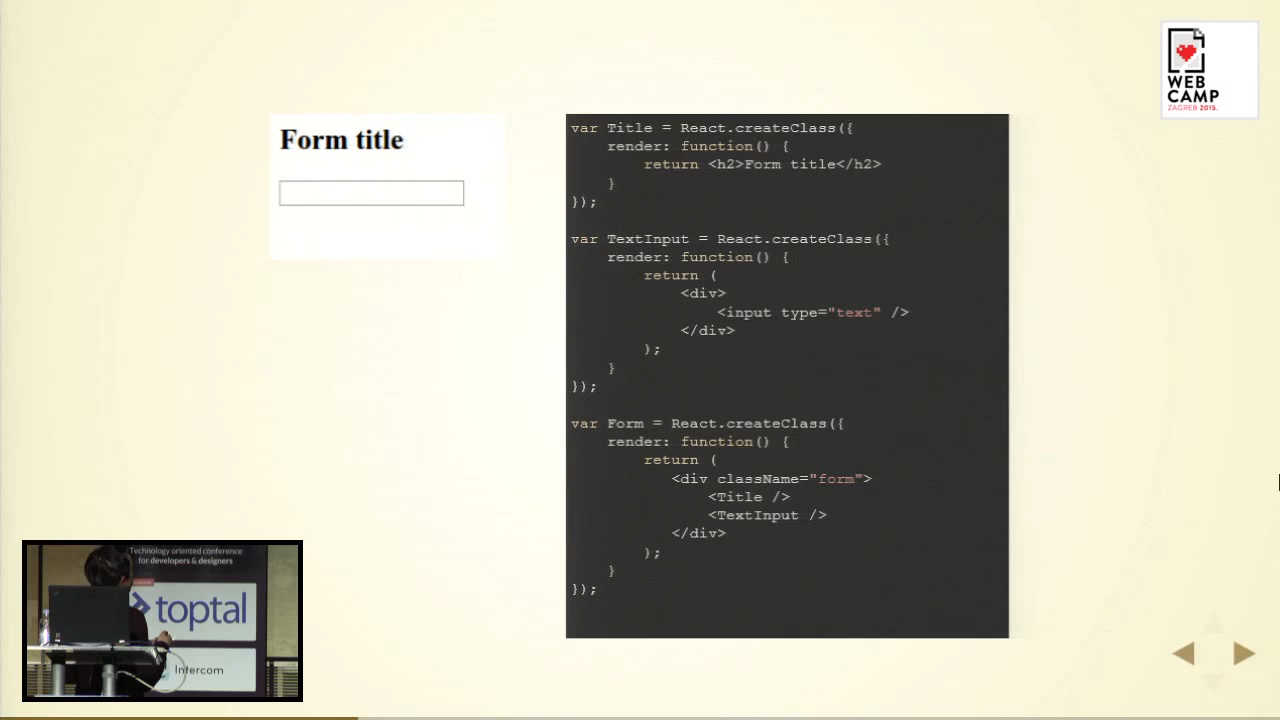 WEB
CAMP
ZAGREB 2015.
Form title
var Title = React.createClass({
    render: function() {
        return <h2>Form title</h2>
    }
});

var TextInput = React.createClass({
    render: function() {
        return (
            <div>
                <input type="text" />
            </div>
        );
    }
});

var Form = React.createClass({
    render: function() {
        return (
           <div className="form">
               <Title />
               <TextInput />
           </div>
        );
    }
});
Technology oriented conference
for developers & designers
toptal
Intercom